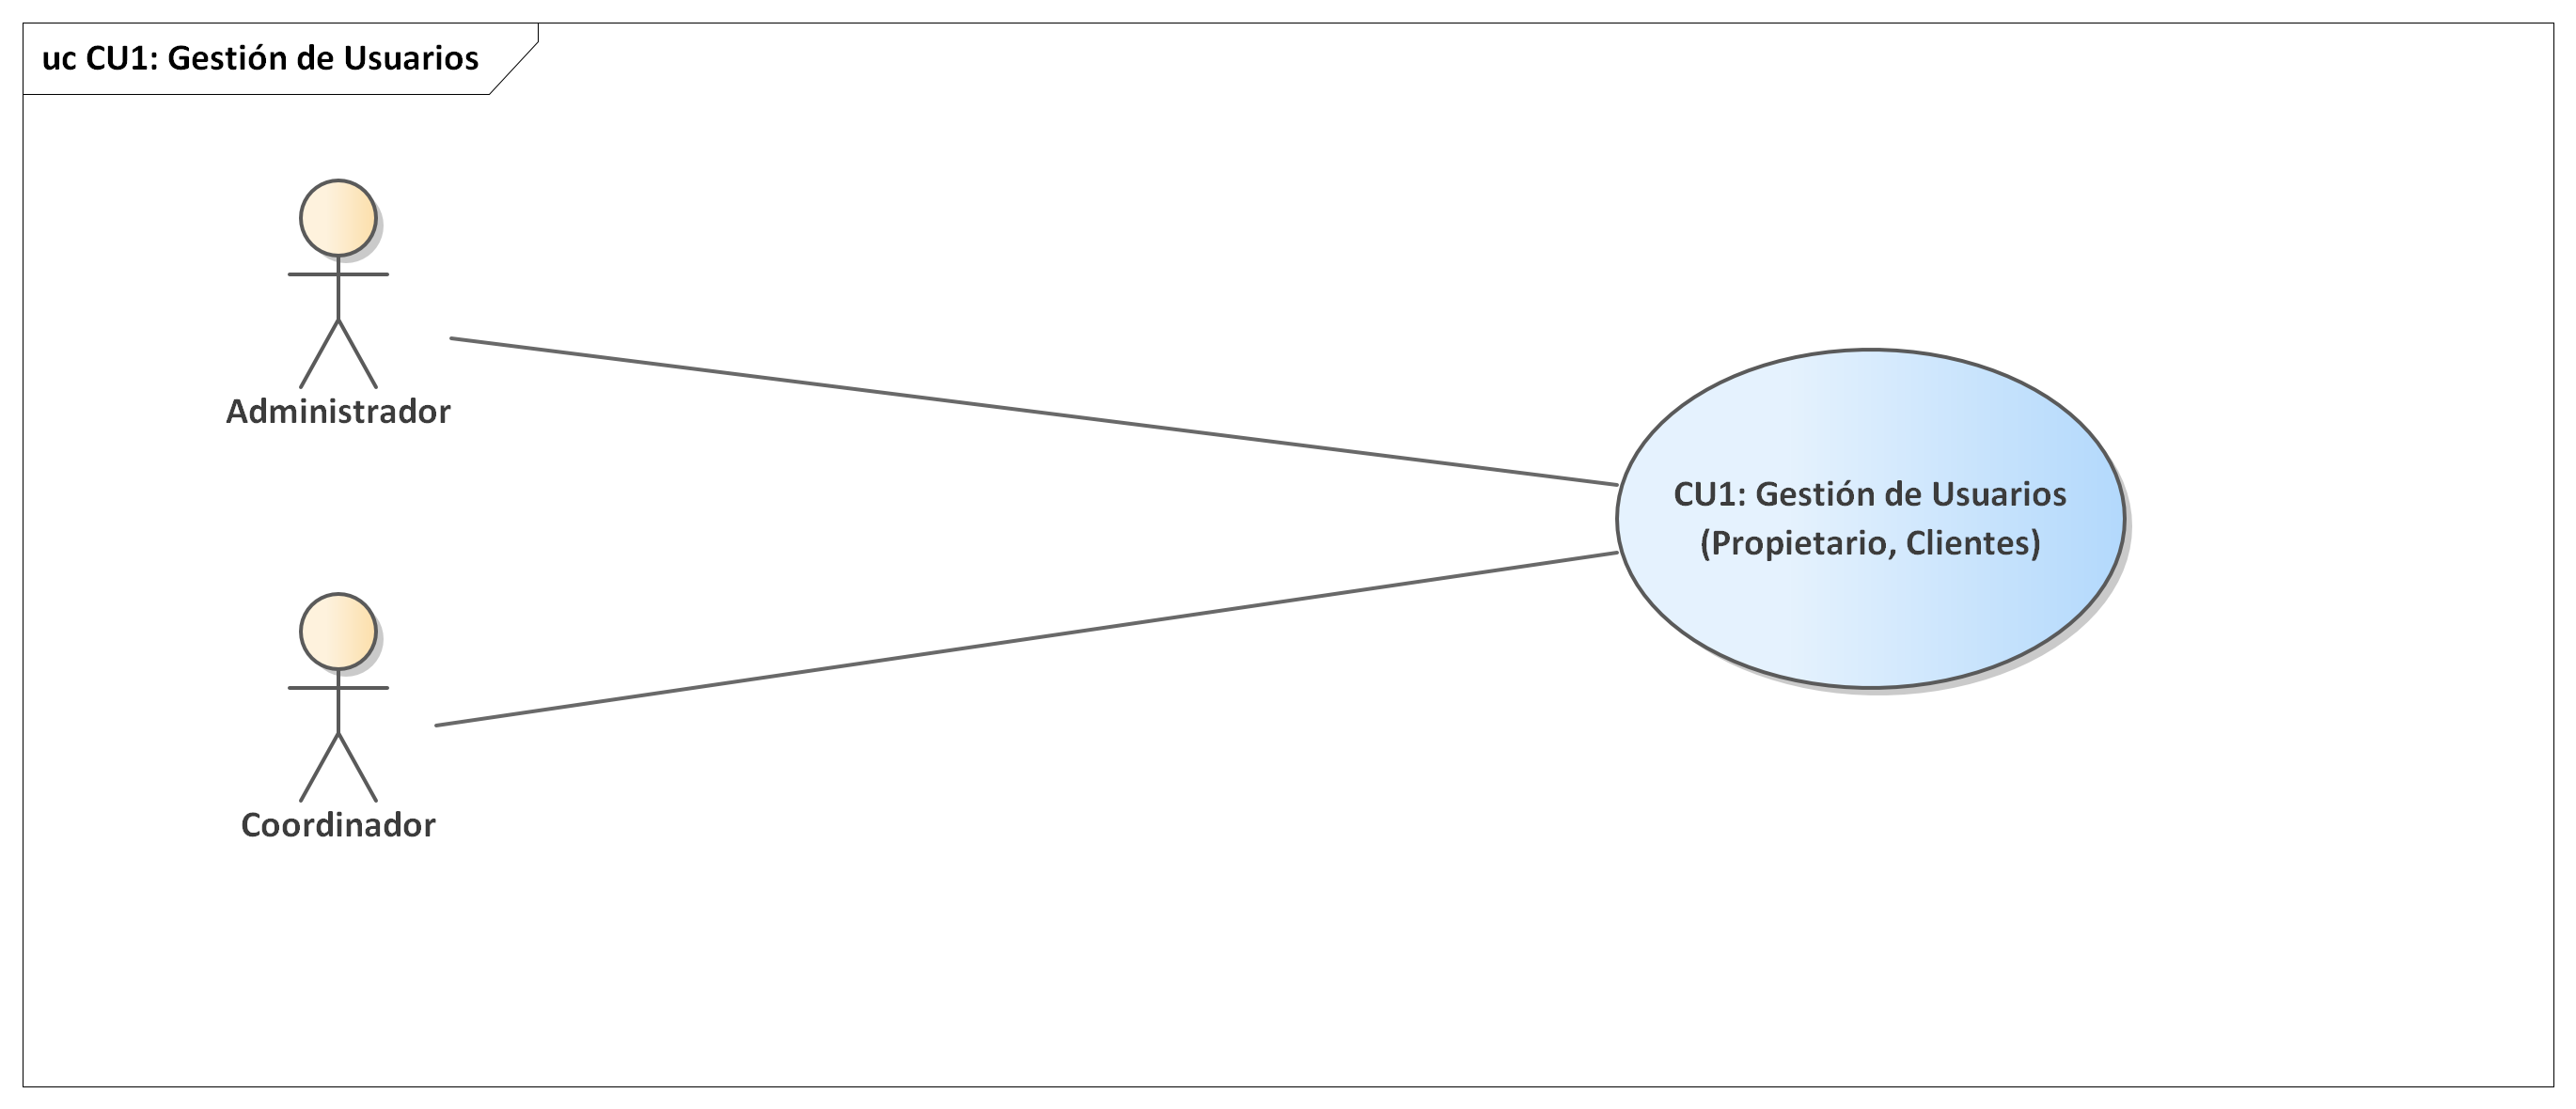 uc CU1: Gestión de Usuarios
Administrador
CU1: Gestión de Usuarios
(Propietario, Clientes)
Coordinador